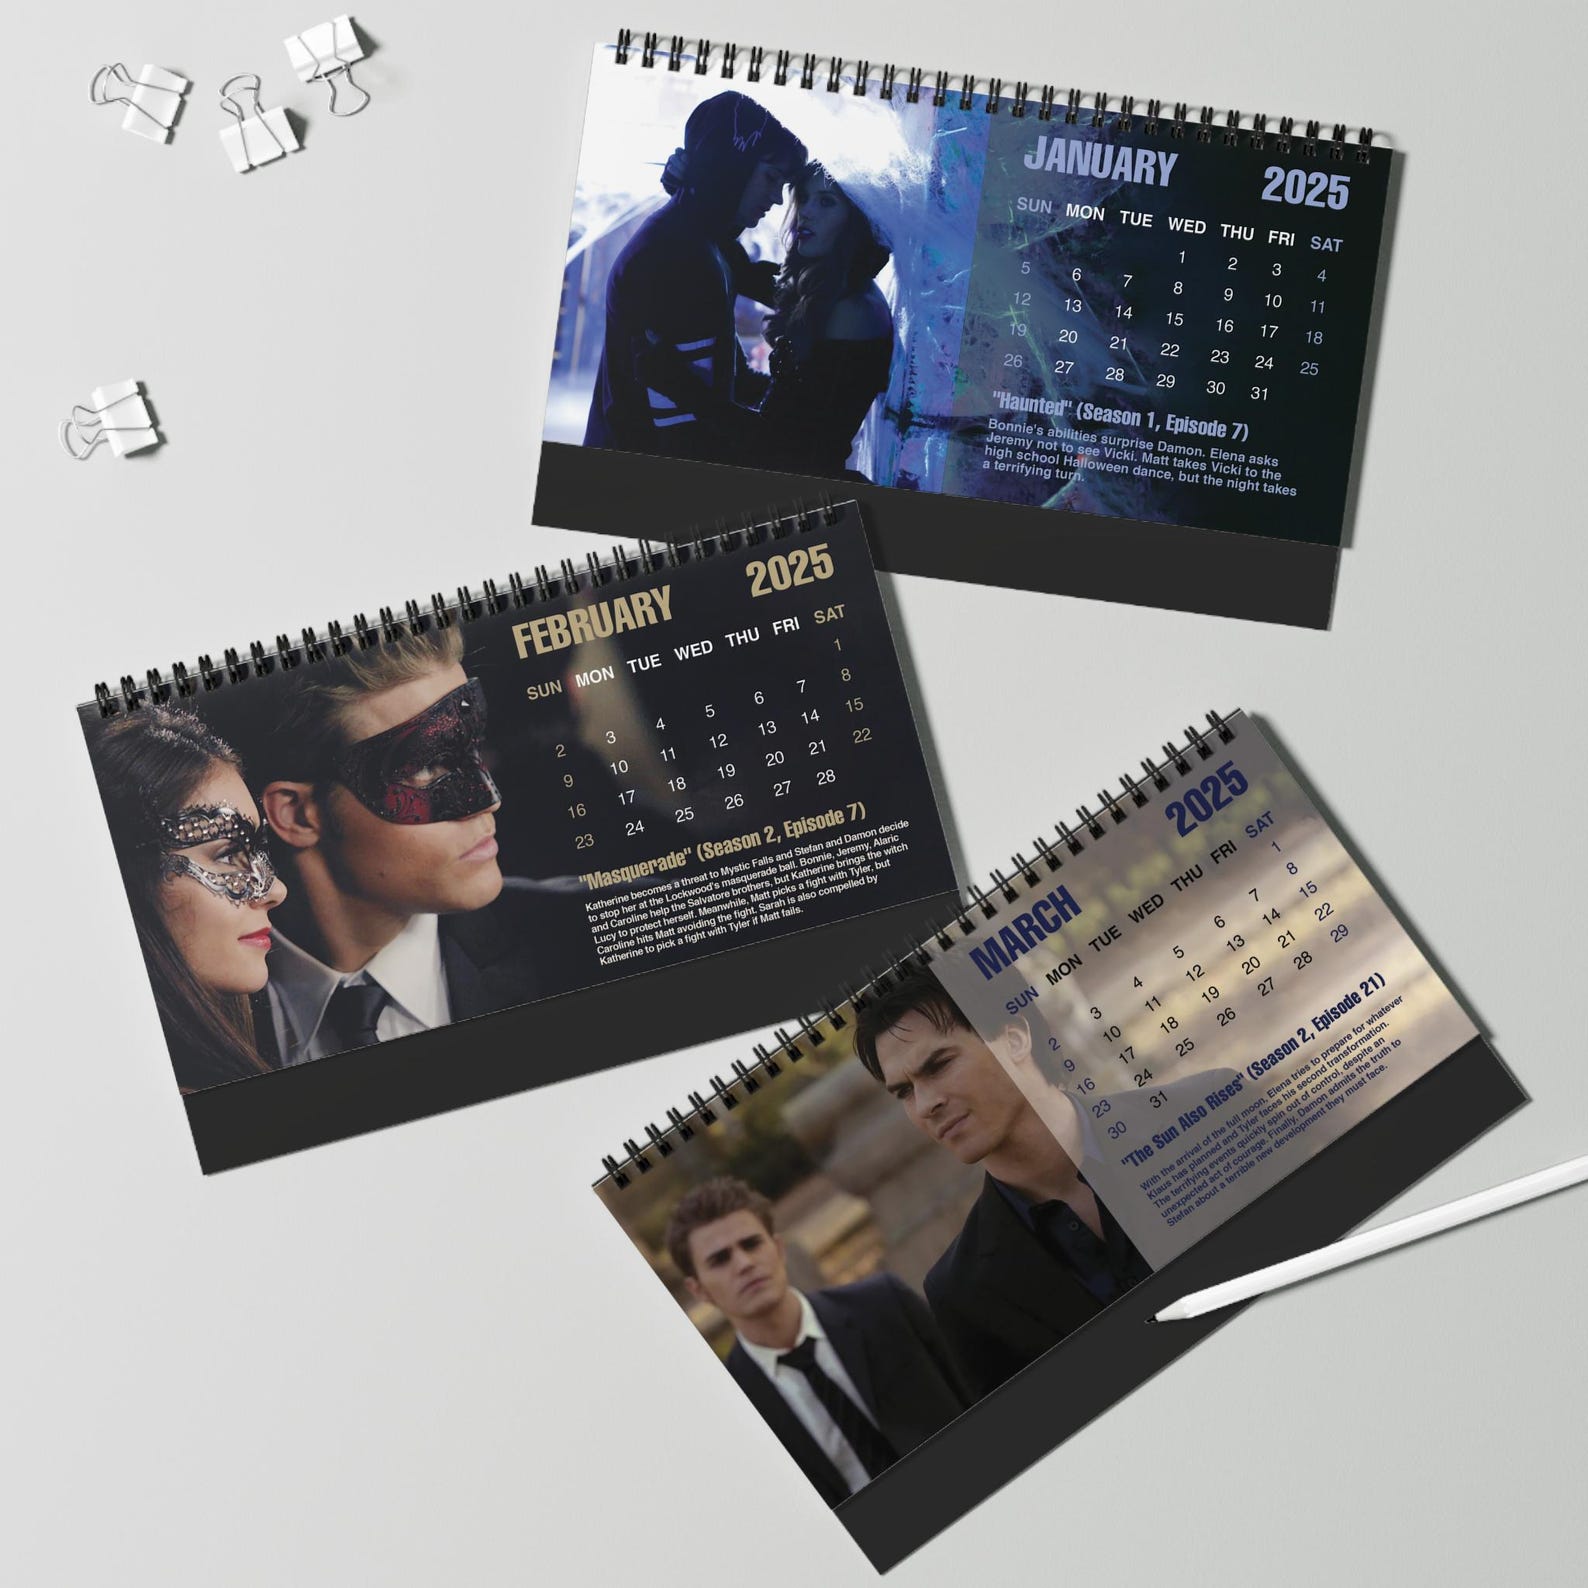 JANUARY 2025
SUN MON TUE WED THU FRI SAT
1 2 3 4
5 6 7 8 9 10 11
12 13 14 15 16 17 18
19 20 21 22 23 24 25
26 27 28 29 30 31
"Haunted" (Season 1, Episode 7)
Bonnie's abilities surprise Damon. Elena asks
Jeremy not to see Vicki. Matt takes Vicki to the
high school Halloween dance, but the night takes
a terrifying turn.
FEBRUARY 2025
SUN MON TUE WED THU FRI SAT
1
2 3 4 5 6 7 8
9 10 11 12 13 14 15
16 17 18 19 20 21 22
23 24 25 26 27 28
"Masquerade" (Season 2, Episode 7)
Katherine becomes a threat to Mystic Falls and Stefan and Damon decide
to stop her at the Lockwood's masquerade ball. Bonnie, Jeremy, Alaric
and Caroline help the Salvatore brothers, but Katherine brings the witch
Lucy to protect herself. Meanwhile, Matt picks a fight with Tyler, but
Caroline hits Matt avoiding the fight. Sarah is also compelled by
Katherine to pick a fight with Tyler if Matt fails.
MARCH 2025
SUN MON TUE WED THU FRI SAT
1
2 3 4 5 6 7 8
9 10 11 12 13 14 15
16 17 18 19 20 21 22
23 24 25 26 27 28 29
30 31
"The Sun Also Rises" (Season 2, Episode 21)
With the arrival of the full moon, Elena tries to prepare for whatever
Klaus has planned and Tyler faces his second transformation.
The terrifying events quickly spin out of control, despite an
unexpected act of courage. Finally, Damon admits the truth to
Stefan about a terrible new development they must face.